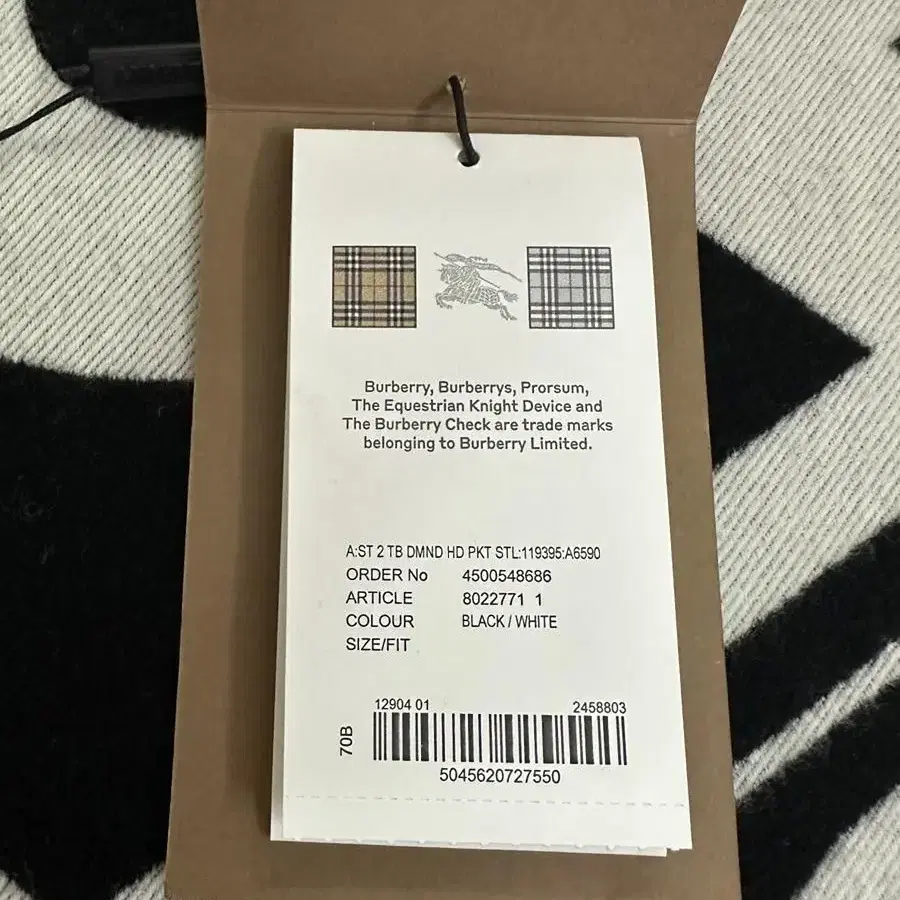 Burberry, Burberrys, Prorsum,
The Equestrian Knight Device and
The Burberry Check are trade marks
belonging to Burberry Limited.
A:ST 2 TB DMND HD PKT STL:119395:A6590
ORDER No 4500548686
ARTICLE 8022771 1
COLOUR BLACK / WHITE
SIZE/FIT
12904 01 2458803
70B
5045620727550